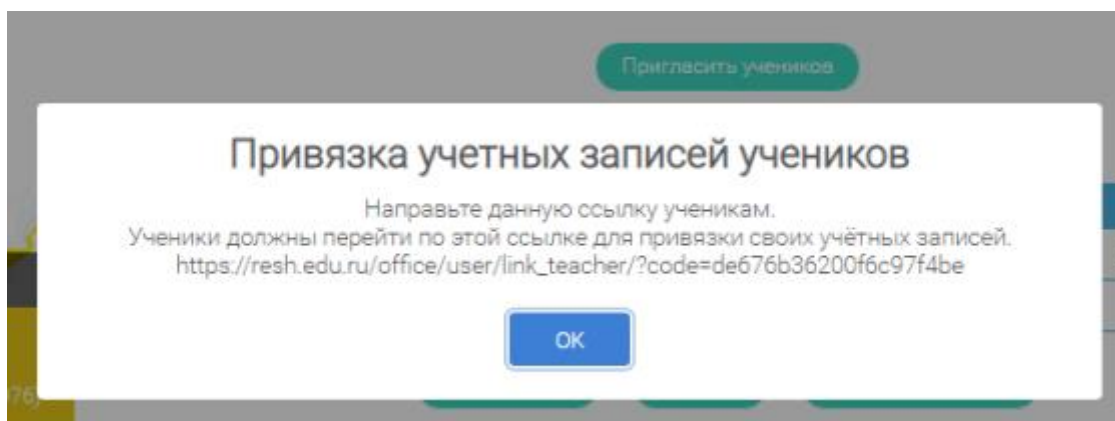 Пригласить учеников
Привязка учетных записей учеников
Направьте данную ссылку ученикам.
Ученики должны перейти по этой ссылке для привязки своих учётных записей.
https://resh.edu.ru/office/user/link_teacher/?code=de676b36200f6c97f4be
OK
76)